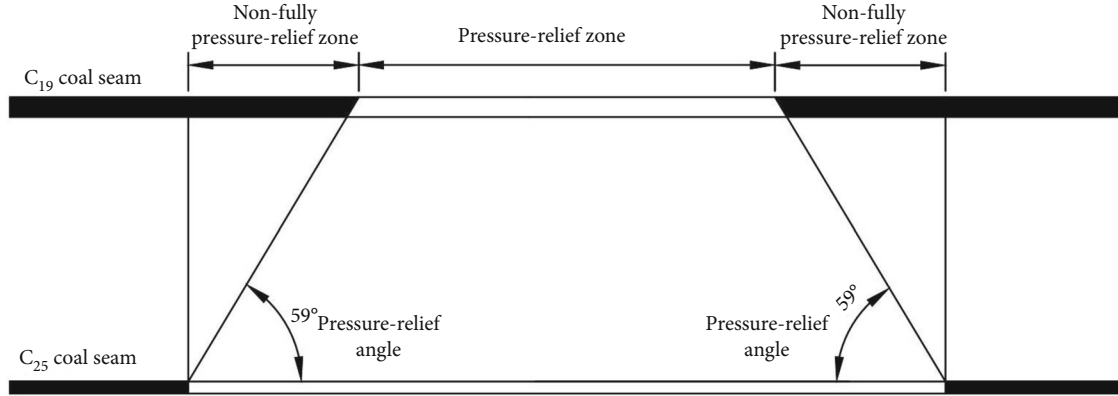 Non-fully
pressure-relief zone
Pressure-relief zone
Non-fully
pressure-relief zone
C₁₉ coal seam
59°
Pressure-relief
angle
59°
Pressure-relief
angle
C₂₅ coal seam